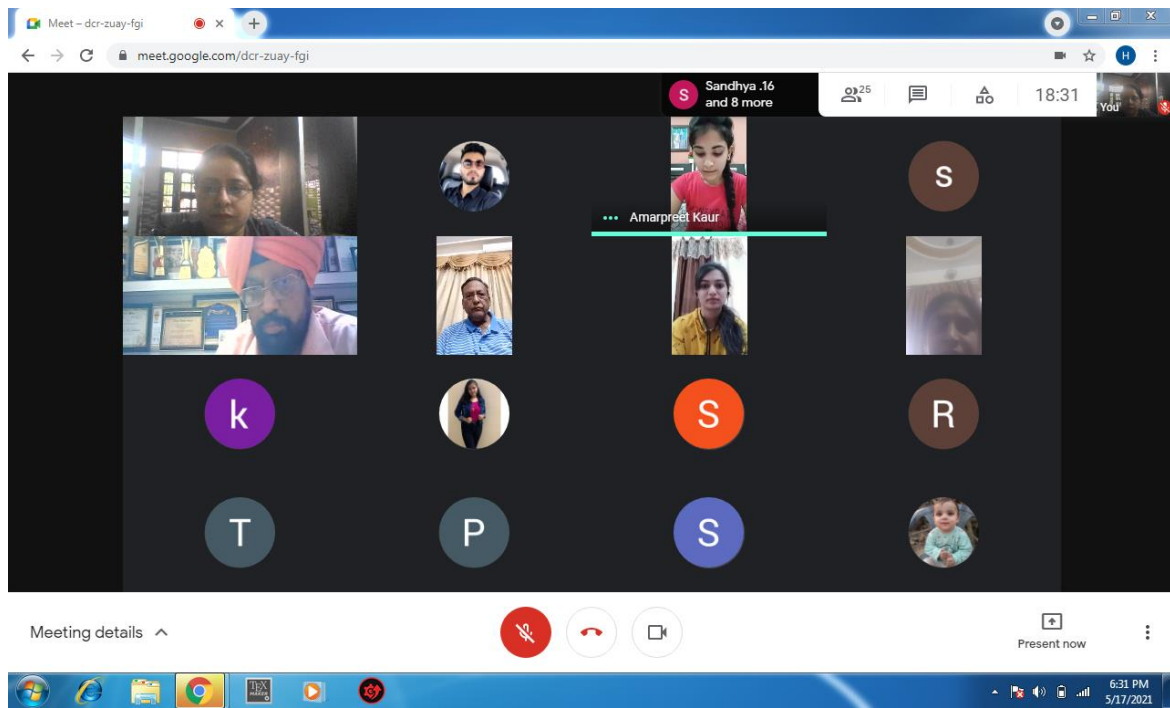 Meet – dcr-zuay-fgi
meet.google.com/dcr-zuay-fgi
H
S
Sandhya .16
and 8 more
25
18:31
You
Amarpreet Kaur
s
k
S
R
T
P
S
Meeting details
Present now
TEX
6:31 PM
5/17/2021